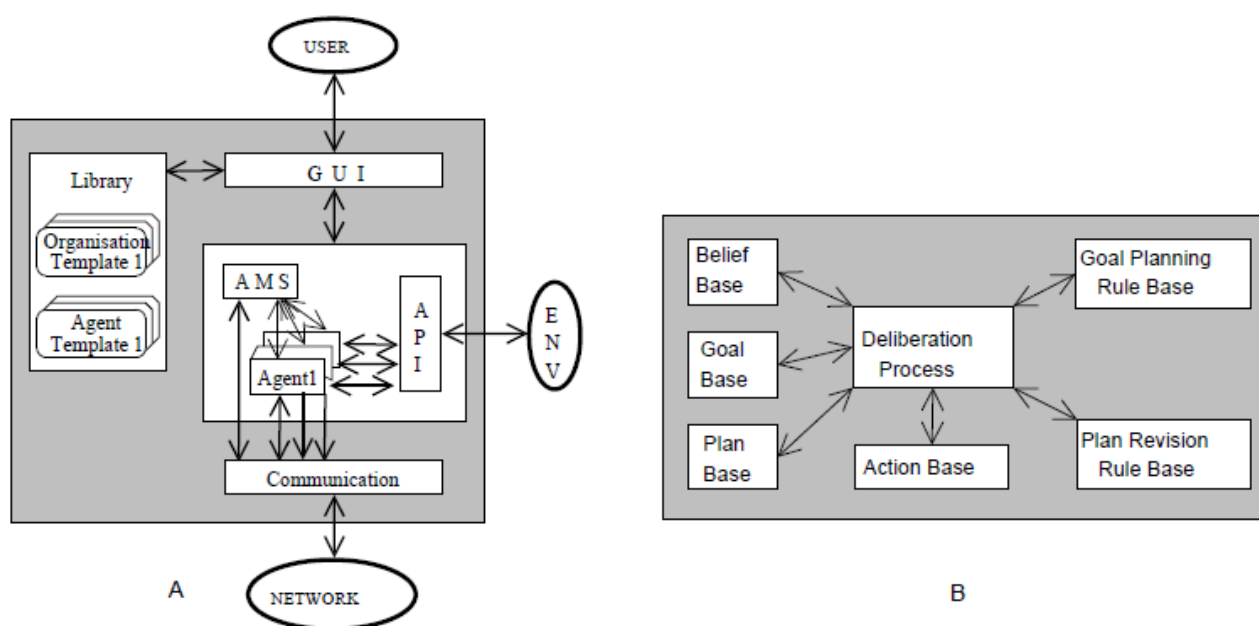 USER
G U I
Library
Organisation
Template 1
Agent
Template 1
A M S
Agent1
A
P
I
E
N
V
Communication
NETWORK
A
Belief
Base
Goal
Base
Plan
Base
Deliberation
Process
Action Base
Goal Planning
Rule Base
Plan Revision
Rule Base
B